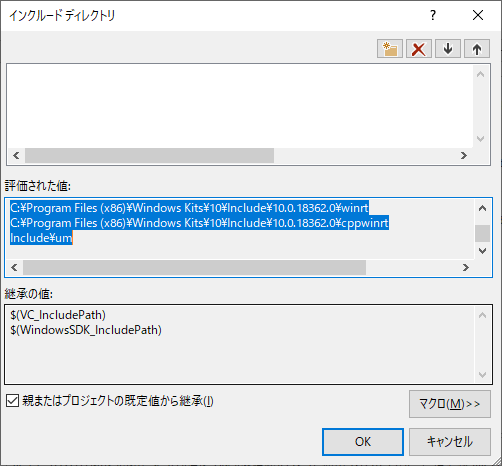 インクルード ディレクトリ
?
評価された値:
C:¥Program Files (x86)¥Windows Kits¥10¥Include¥10.0.18362.0¥winrt
C:¥Program Files (x86)¥Windows Kits¥10¥Include¥10.0.18362.0¥cppwinrt
Include¥um
継承の値:
$(VC_IncludePath)
$(WindowsSDK_IncludePath)
親またはプロジェクトの既定値から継承(I)
マクロ(M)>>
OK
キャンセル